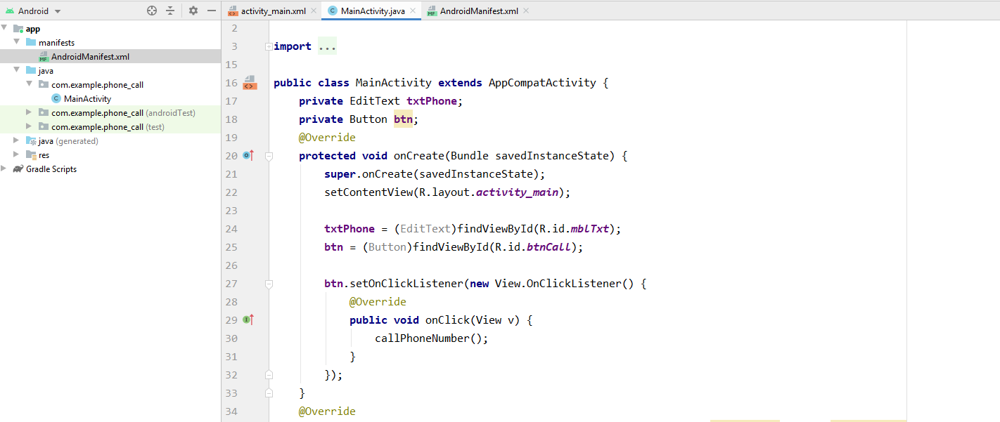 Android
app
manifests
AndroidManifest.xml
java
com.example.phone_call
MainActivity
com.example.phone_call (androidTest)
com.example.phone_call (test)
java (generated)
res
Gradle Scripts
activity_main.xml MainActivity.java AndroidManifest.xml
2
3 import ...
15
16 public class MainActivity extends AppCompatActivity {
17 private EditText txtPhone;
18 private Button btn;
19 @Override
20 protected void onCreate(Bundle savedInstanceState) {
21 super.onCreate(savedInstanceState);
22 setContentView(R.layout.activity_main);
23
24 txtPhone = (EditText)findViewById(R.id.mblTxt);
25 btn = (Button)findViewById(R.id.btnCall);
26
27 btn.setOnClickListener(new View.OnClickListener() {
28 @Override
29 public void onClick(View v) {
30 callPhoneNumber();
31 }
32 });
33 }
34 @Override